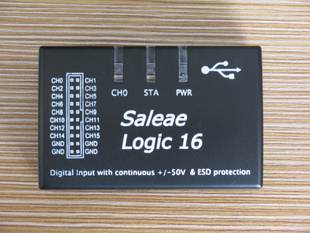 CH0 STA PWR
CH0 CH1
CH2 CH3
CH4 CH5
CH6 CH7
CH8 CH9
CH10 CH11
CH12 CH13
CH14 CH15
GND GND
GND GND
Saleae
Logic 16
Digital Input with continuous +/-50V & ESD protection